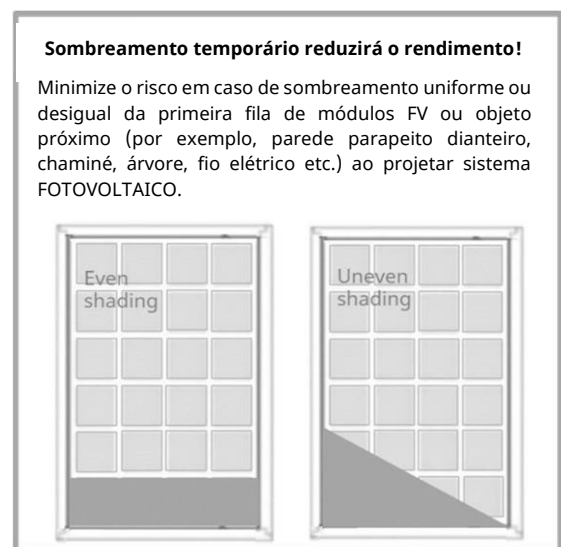 Sombreamento temporário reduzirá o rendimento!
Minimize o risco em caso de sombreamento uniforme ou
desigual da primeira fila de módulos FV ou objeto
próximo (por exemplo, parede parapeito dianteiro,
chaminé, árvore, fio elétrico etc.) ao projetar sistema
FOTOVOLTAICO.
Even
shading
Uneven
shading